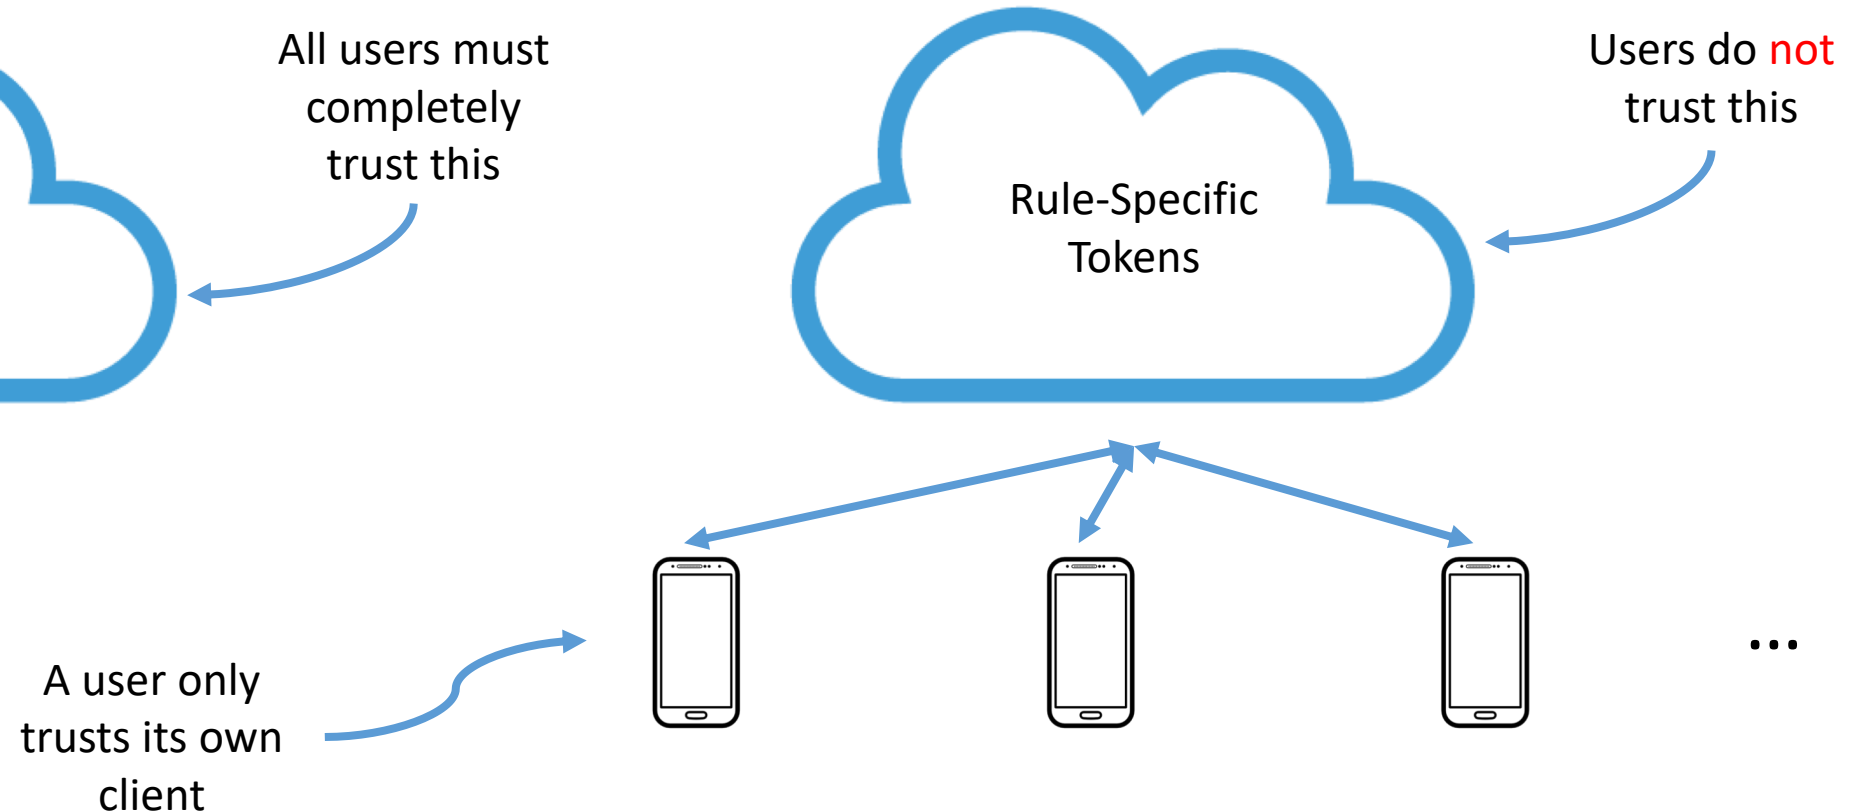 All users must
completely
trust this
Rule-Specific
Tokens
Users do not
trust this
A user only
trusts its own
client
...